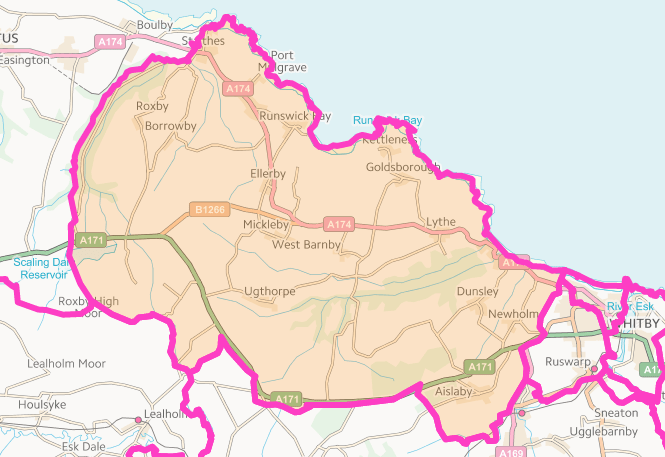 Boulby
TUS
A174
Staithes
Easington
Port
Mulgrave
A174
Roxby
Runswick Bay
Runswick Bay
Borrowby
Kettleness
Goldsborough
Ellerby
B1266
Mickleby
A174
Lythe
A171
West Barnby
Scaling Dam
Reservoir
Dunsley
Ugthorpe
Roxby High
Moor
Newholm
River Esk
WHITBY
Lealholm Moor
Ruswarp
A171
A17
Aislaby
Houlsyke
A171
Lealholm
Sneaton
Ugglebarnby
Esk Dale
A169